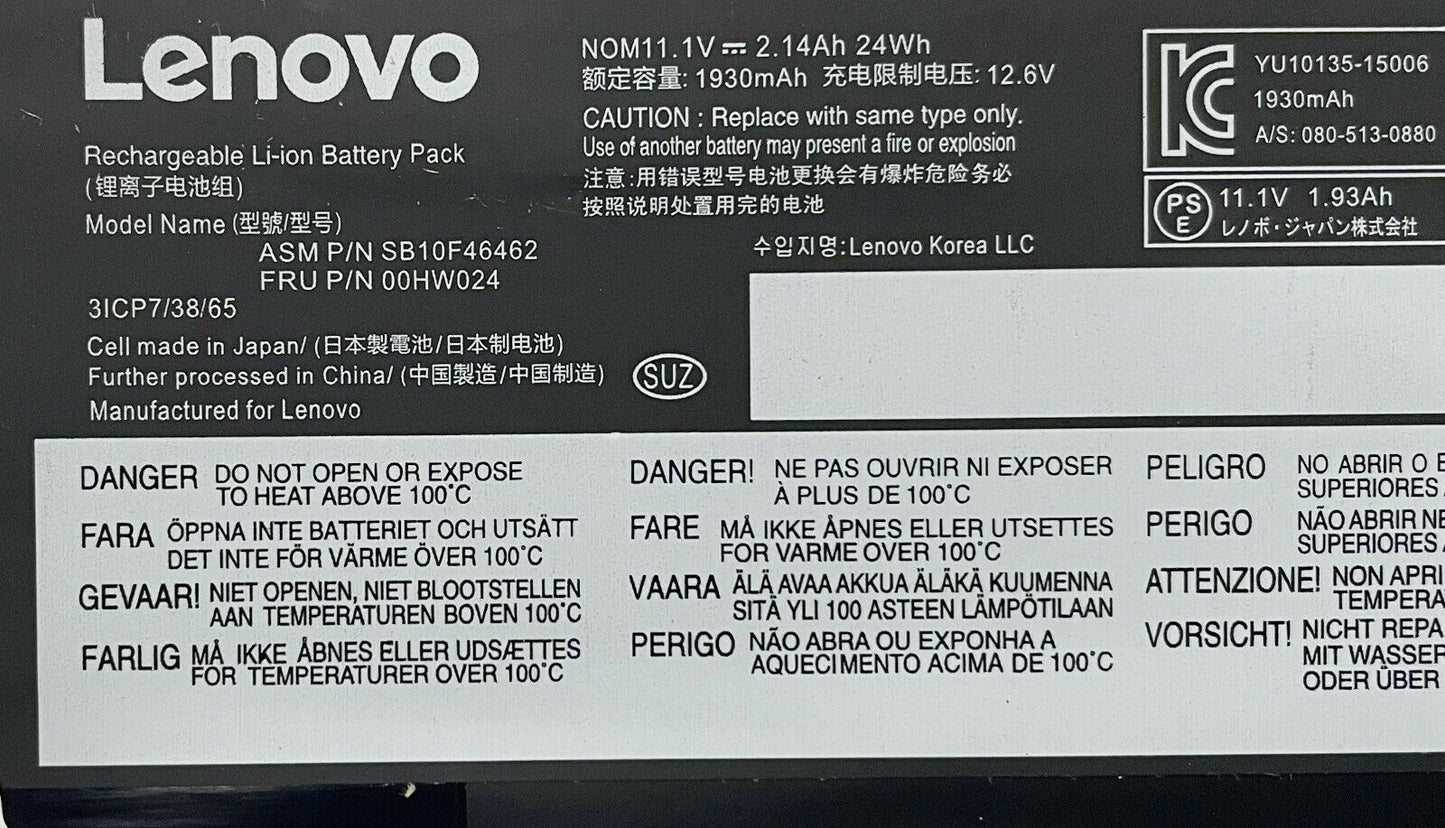 Lenovo
Rechargeable Li-ion Battery Pack
(锂离子电池组)
Model Name (型號/型号)
ASM P/N SB10F46462
FRU P/N 00HW024
3ICP7/38/65
Cell made in Japan/ (日本製電池/日本制电池)
Further processed in China/ (中国製造/中国制造)
Manufactured for Lenovo
SUZ
NOM11.1V ⎓ 2.14Ah 24Wh
额定容量: 1930mAh 充电限制电压: 12.6V
CAUTION : Replace with same type only.
Use of another battery may present a fire or explosion
注意:用错误型号电池更换会有爆炸危险务必
按照说明处置用完的电池
수입지명:Lenovo Korea LLC
YU10135-15006
1930mAh
A/S: 080-513-0880
PS
E
11.1V 1.93Ah
レノボ・ジャパン株式会社
DANGER DO NOT OPEN OR EXPOSE
TO HEAT ABOVE 100°C
FARA ÖPPNA INTE BATTERIET OCH UTSÄTT
DET INTE FÖR VÄRME ÖVER 100°C
GEVAAR! NIET OPENEN, NIET BLOOTSTELLEN
AAN TEMPERATUREN BOVEN 100°C
FARLIG MÅ IKKE ÅBNES ELLER UDSÆTTES
FOR TEMPERATURER OVER 100°C
DANGER! NE PAS OUVRIR NI EXPOSER
À PLUS DE 100°C
FARE MÅ IKKE ÅPNES ELLER UTSETTES
FOR VARME OVER 100°C
VAARA ÄLÄ AVAA AKKUA ÄLÄKÄ KUUMENNA
SITÄ YLI 100 ASTEEN LÄMPÖTILAAN
PERIGO NÃO ABRA OU EXPONHA A
AQUECIMENTO ACIMA DE 100°C
PELIGRO NO ABRIR O
SUPERIORES
PERIGO NÃO ABRIR NE
SUPERIORES
ATTENZIONE! NON APRI
TEMPERA
VORSICHT! NICHT REPA
MIT WASSER
ODER ÜBER